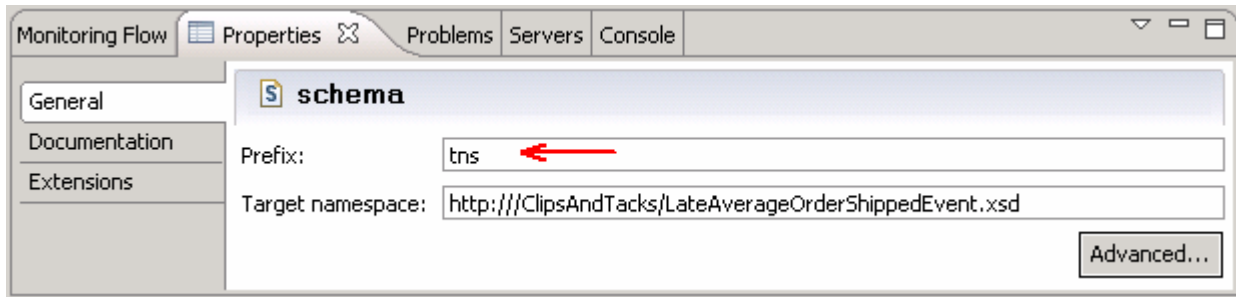 Monitoring Flow Properties Problems Servers Console
General
Documentation
Extensions
S schema
Prefix: tns
Target namespace: http:///ClipsAndTacks/LateAverageOrderShippedEvent.xsd
Advanced...